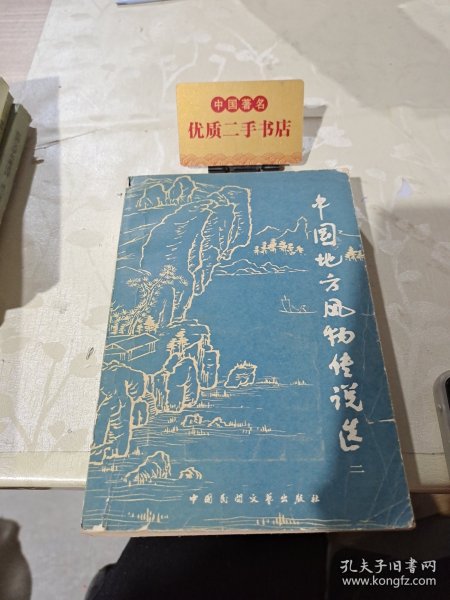 中国著名
优质二手书店
中国地方风物传说选
二
中国民间文艺出版社
孔夫子旧书网
www.kongfz.com